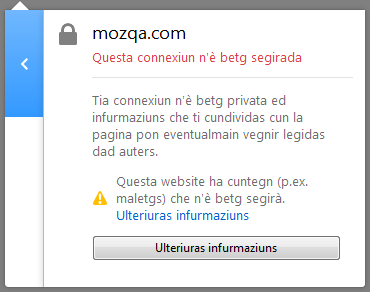 mozqa.com
Questa connexiun n'è betg segirada
Tia connexiun n'è betg privata ed
infurmaziuns che ti cundividas cun la
pagina pon eventualmain vegnir legidas
dad auters.
Questa website ha cuntegn (p.ex.
maletgs) che n'è betg segirà.
Ulteriuras infurmaziuns
Ulteriuras infurmaziuns